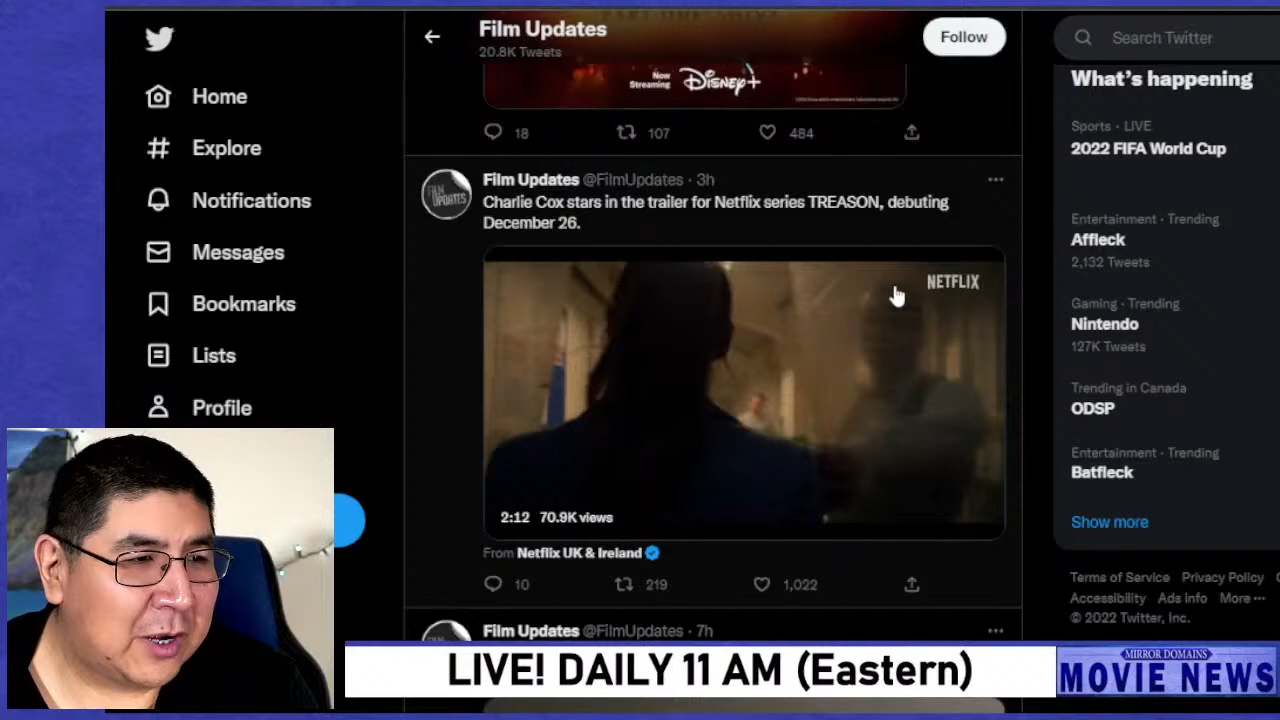 Home
Explore
Notifications
Messages
Bookmarks
Lists
Profile
Film Updates
20.8K Tweets
Follow
Now
Streaming
Disney+
18
107
484
Film Updates @FilmUpdates · 3h
Charlie Cox stars in the trailer for Netflix series TREASON, debuting
December 26.
NETFLIX
2:12 70.9K views
From Netflix UK & Ireland
10
219
1,022
Film Updates @FilmUpdates · 7h
Search Twitter
What's happening
Sports · LIVE
2022 FIFA World Cup
Entertainment · Trending
Affleck
2,132 Tweets
Gaming · Trending
Nintendo
127K Tweets
Trending in Canada
ODSP
Entertainment · Trending
Batfleck
Show more
Terms of Service Privacy Policy
Accessibility Ads info More ···
© 2022 Twitter, Inc.
LIVE! DAILY 11 AM (Eastern)
MIRROR DOMAINS
MOVIE NEWS